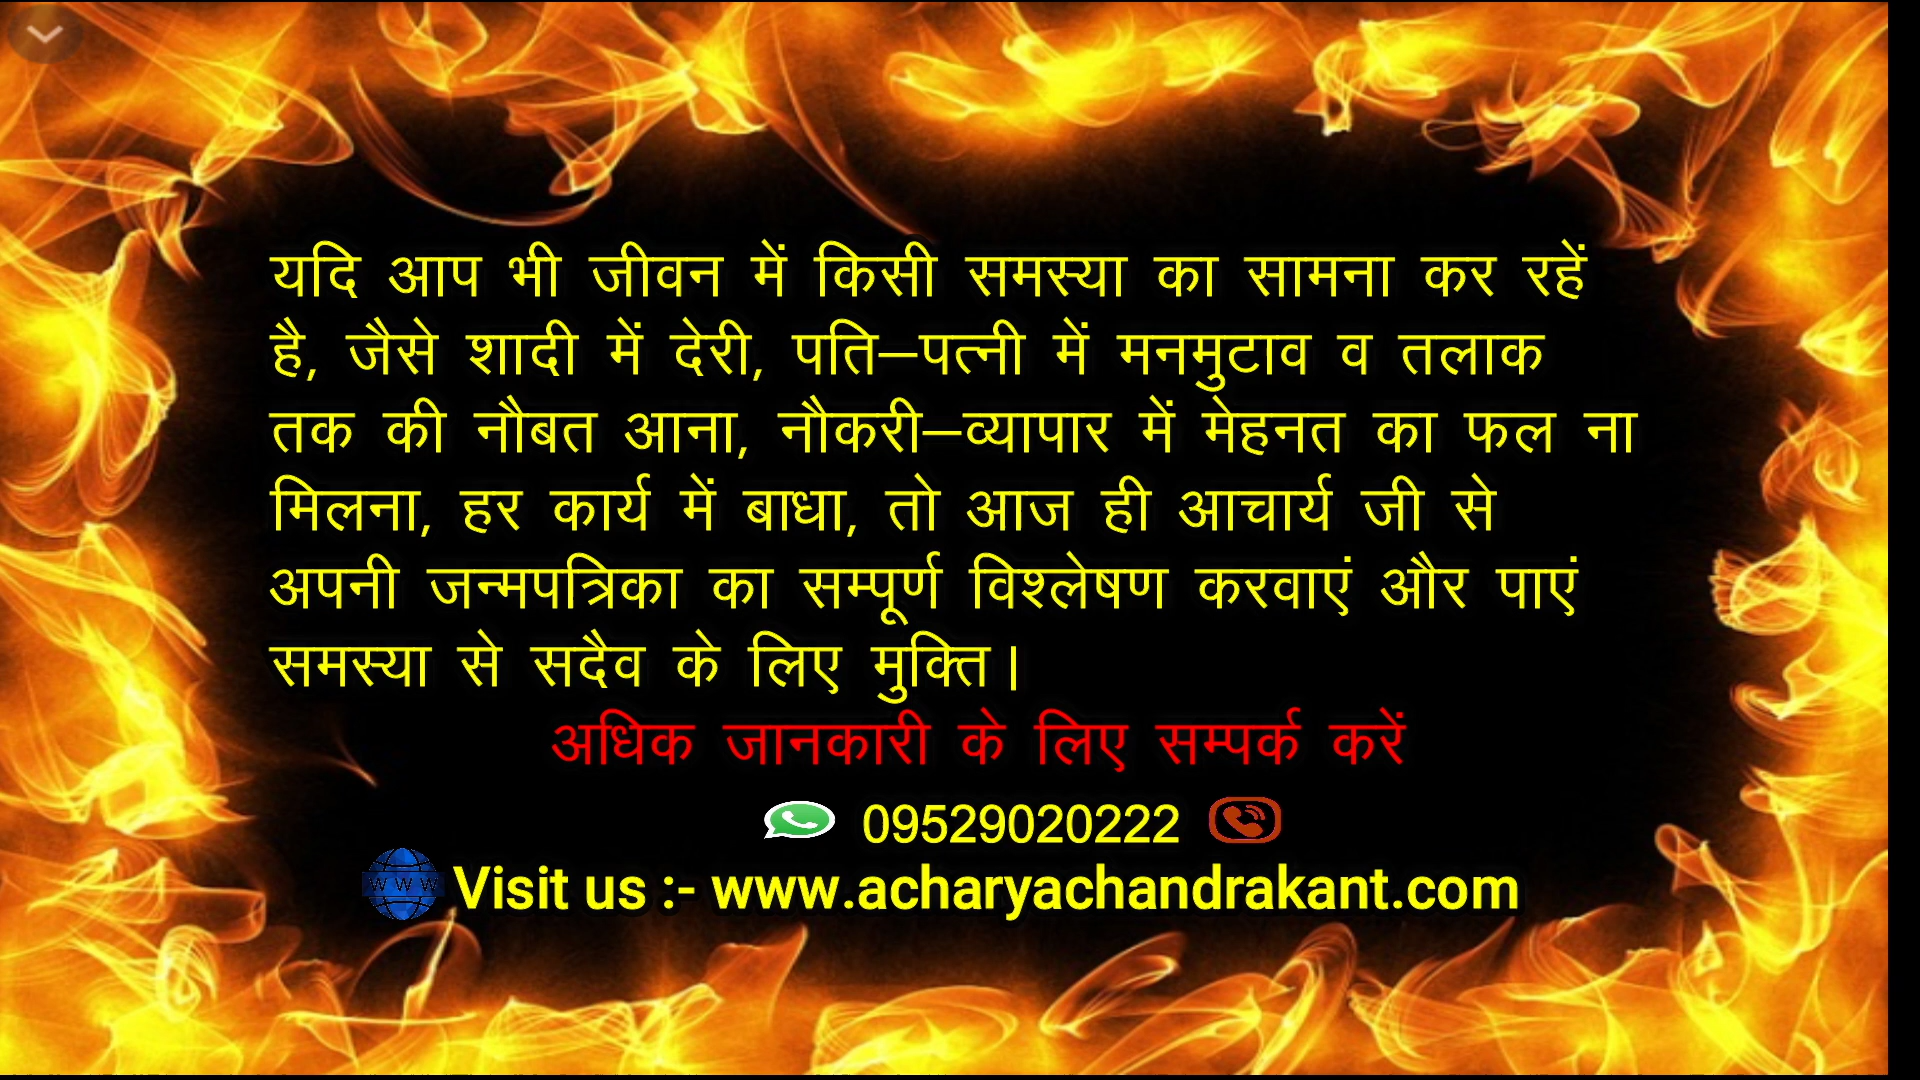 यदि आप भी जीवन में किसी समस्या का सामना कर रहें
है, जैसे शादी में देरी, पति–पत्नी में मनमुटाव व तलाक
तक की नौबत आना, नौकरी–व्यापार में मेहनत का फल ना
मिलना, हर कार्य में बाधा, तो आज ही आचार्य जी से
अपनी जन्मपत्रिका का सम्पूर्ण विश्लेषण करवाएं और पाएं
समस्या से सदैव के लिए मुक्ति।
अधिक जानकारी के लिए सम्पर्क करें
09529020222
WWW Visit us :- www.acharyachandrakant.com